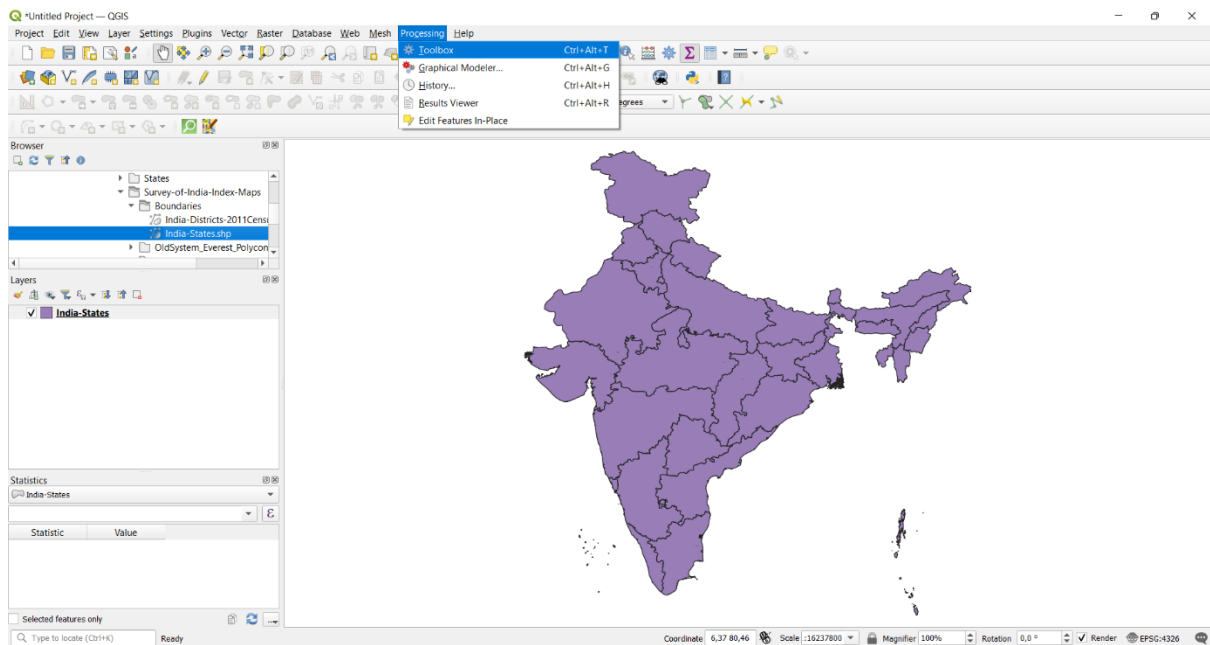 *Untitled Project — QGIS
Project Edit View Layer Settings Plugins Vector Raster Database Web Mesh Processing Help
Toolbox Ctrl+Alt+T
Graphical Modeler... Ctrl+Alt+G
History... Ctrl+Alt+H
Results Viewer Ctrl+Alt+R
Edit Features In-Place
egrees
Browser
States
Survey-of-India-Index-Maps
Boundaries
India-Districts-2011Censu
India-States.shp
OldSystem_Everest_Polycon
Layers
India-States
Statistics
India-States
ε
Statistic Value
Selected features only
Type to locate (Ctrl+K) Ready Coordinate 6,37 80,46 Scale :16237800 Magnifier 100% Rotation 0,0 ° Render EPSG:4326